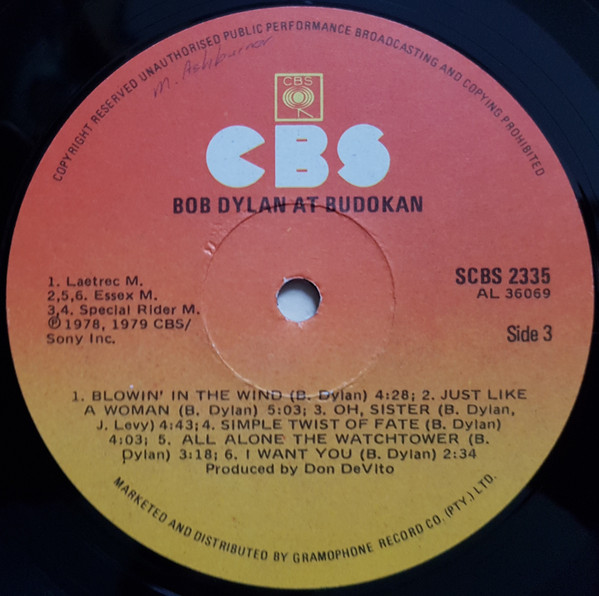 COPYRIGHT RESERVED UNAUTHORISED PUBLIC PERFORMANCE BROADCASTING AND COPYING PROHIBITED
M. Ashburner
CBS
CBS
BOB DYLAN AT BUDOKAN
1. Laetrec M.
2,5,6. Essex M.
3,4. Special Rider M.
℗ 1978, 1979 CBS/
Sony Inc.
SCBS 2335
AL 36069
Side 3
1. BLOWIN' IN THE WIND (B. Dylan) 4:28; 2. JUST LIKE
A WOMAN (B. Dylan) 5:03; 3. OH, SISTER (B. Dylan,
J. Levy) 4:43; 4. SIMPLE TWIST OF FATE (B. Dylan)
4:03; 5. ALL ALONE THE WATCHTOWER (B.
Dylan) 3:18; 6. I WANT YOU (B. Dylan) 2:34
Produced by Don DeVito
MARKETED AND DISTRIBUTED BY GRAMOPHONE RECORD CO. (PTY.) LTD.